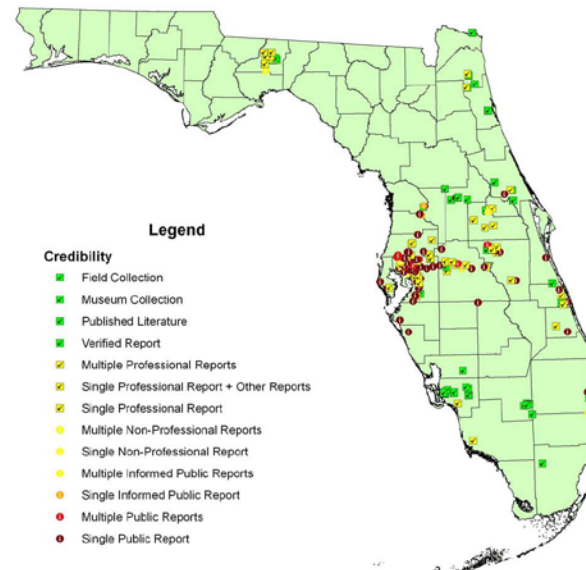 Legend
Credibility
Field Collection
Museum Collection
Published Literature
Verified Report
Multiple Professional Reports
Single Professional Report + Other Reports
Single Professional Report
Multiple Non-Professional Reports
Single Non-Professional Report
Multiple Informed Public Reports
Single Informed Public Report
Multiple Public Reports
Single Public Report